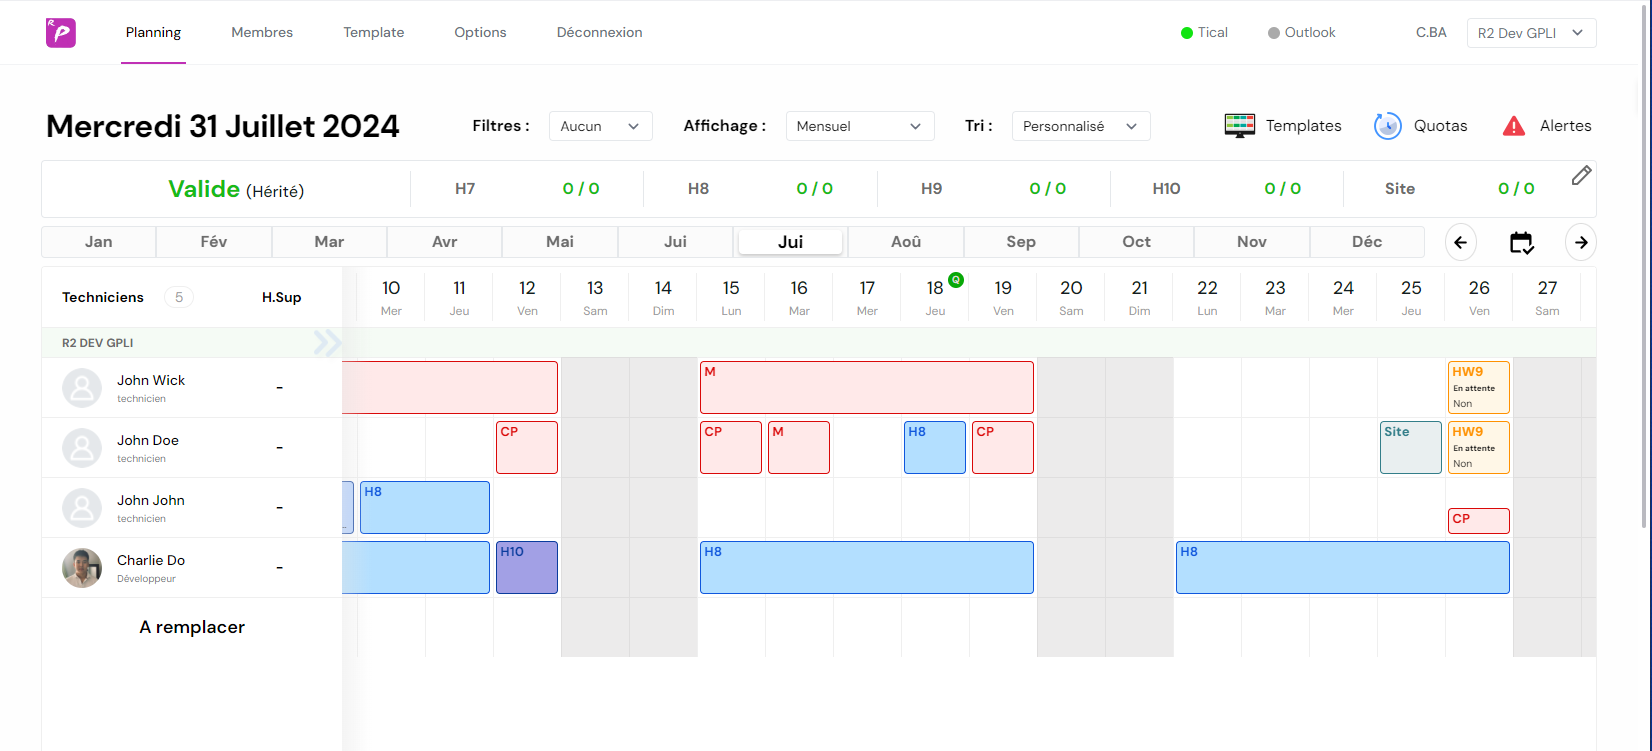 R P Planning Membres Template Options Déconnexion Tical Outlook C.BA R2 Dev GPLI
Mercredi 31 Juillet 2024 Filtres : Aucun Affichage : Mensuel Tri : Personnalisé Templates Quotas Alertes
Valide (Hérité) H7 0 / 0 H8 0 / 0 H9 0 / 0 H10 0 / 0 Site 0 / 0
Jan Fév Mar Avr Mai Jui Jui Aoû Sep Oct Nov Déc
Techniciens 5 H.Sup
10 11 12 13 14 15 16 17 18 Q 19 20 21 22 23 24 25 26 27
Mer Jeu Ven Sam Dim Lun Mar Mer Jeu Ven Sam Dim Lun Mar Mer Jeu Ven Sam
R2 DEV GPLI
John Wick -
technicien
M HW9
En attente
Non
John Doe -
technicien
CP CP M H8 CP Site HW9
En attente
Non
John John -
technicien
H8 CP
Charlie Do -
Développeur
H10 H8 H8
A remplacer